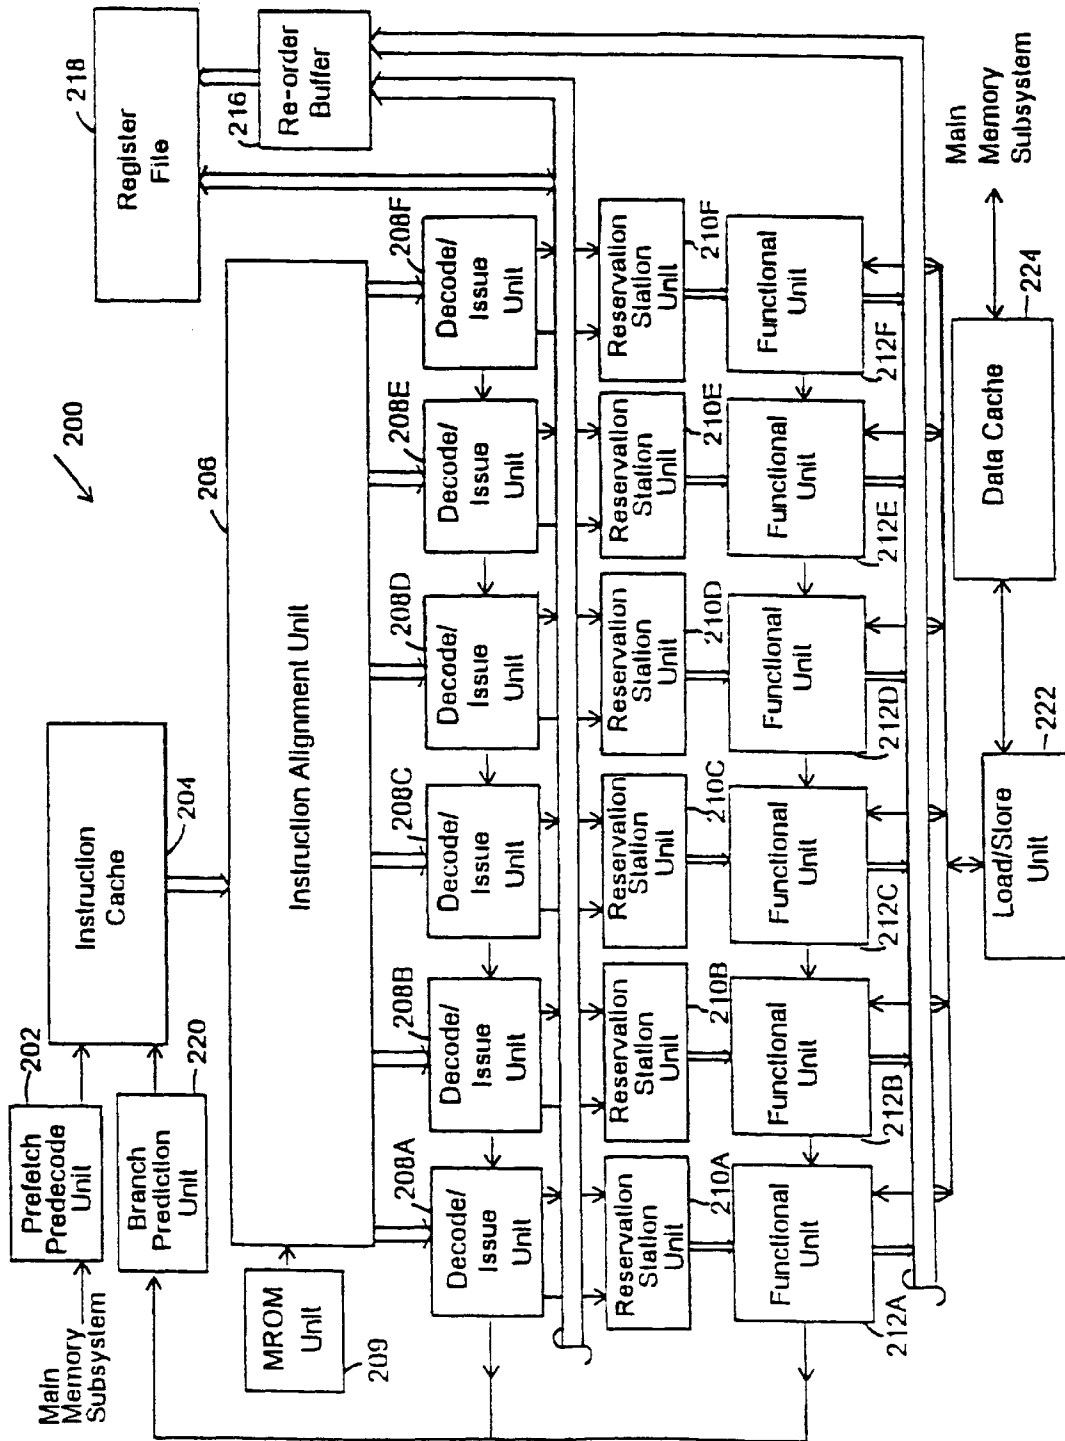 200
Main
Memory
Subsystem
Prefetch
Predecode
Unit
202
Branch
Prediction
Unit
220
Instruction
Cache
204
206
Instruction Alignment Unit
MROM
Unit
209
Register
File
218
Re-order
Buffer
216
208A
208B
208C
208D
208E
208F
Decode/
Issue
Unit
Decode/
Issue
Unit
Decode/
Issue
Unit
Decode/
Issue
Unit
Decode/
Issue
Unit
Decode/
Issue
Unit
Reservation
Station
Unit
Reservation
Station
Unit
Reservation
Station
Unit
Reservation
Station
Unit
Reservation
Station
Unit
Reservation
Station
Unit
210A
210B
210C
210D
210E
210F
Functional
Unit
Functional
Unit
Functional
Unit
Functional
Unit
Functional
Unit
Functional
Unit
212A
212B
212C
212D
212E
212F
Load/Store
Unit
222
Data Cache
224
Main
Memory
Subsystem